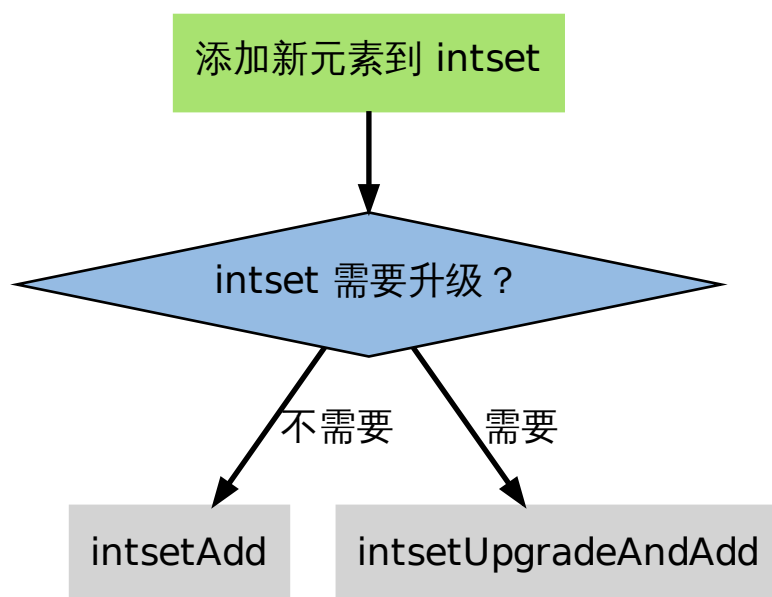 添加新元素到 intset
intset 需要升级？
不需要
需要
intsetAdd
intsetUpgradeAndAdd